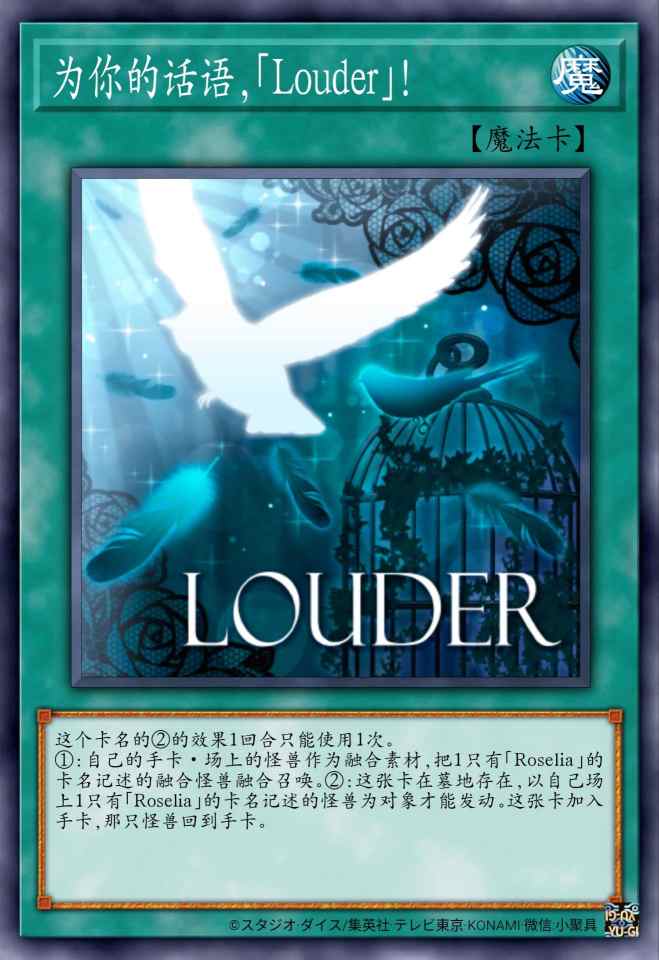 为你的话语,「Louder」!
魔
【魔法卡】
LOUDER
这个卡名的②的效果1回合只能使用1次。
①:自己的手卡·场上的怪兽作为融合素材,把1只有「Roselia」的
卡名记述的融合怪兽融合召唤。②:这张卡在墓地存在,以自己场
上1只有「Roselia」的卡名记述的怪兽为对象才能发动。这张卡加入
手卡,那只怪兽回到手卡。
©スタジオ·ダイス/集英社 テレビ東京·KONAMI 微信:小聚具
YU-GI